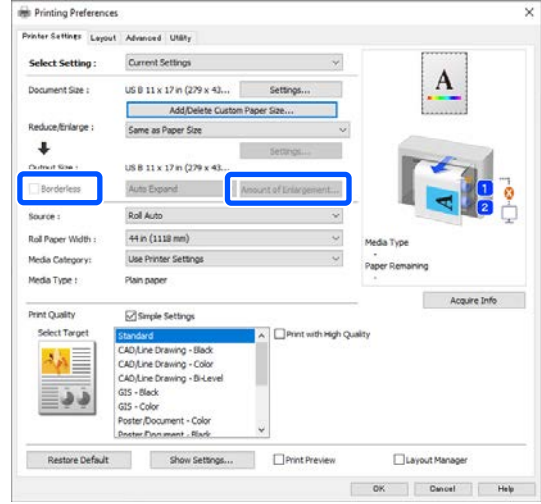 Printing Preferences
Printer Settings Layout Advanced Utility
Select Setting : Current Settings
Document Size : US B 11 x 17 in (279 x 43... Settings...
Add/Delete Custom Paper Size...
Reduce/Enlarge : Same as Paper Size
Settings...
Output Size : US B 11 x 17 in (279 x 43...
Borderless Auto Expand Amount of Enlargement...
Source : Roll Auto
Roll Paper Width : 44 in (1118 mm)
Media Category: Use Printer Settings
Media Type : Plain paper
A
A
1
2
Media Type
-
Paper Remaining
-
Acquire Info
Print Quality Simple Settings
Select Target
Standard
CAD/Line Drawing - Black
CAD/Line Drawing - Color
CAD/Line Drawing - Bi-Level
GIS - Black
GIS - Color
Poster/Document - Color
Poster/Document - Black
Print with High Quality
Restore Default Show Settings... Print Preview Layout Manager
OK Cancel Help